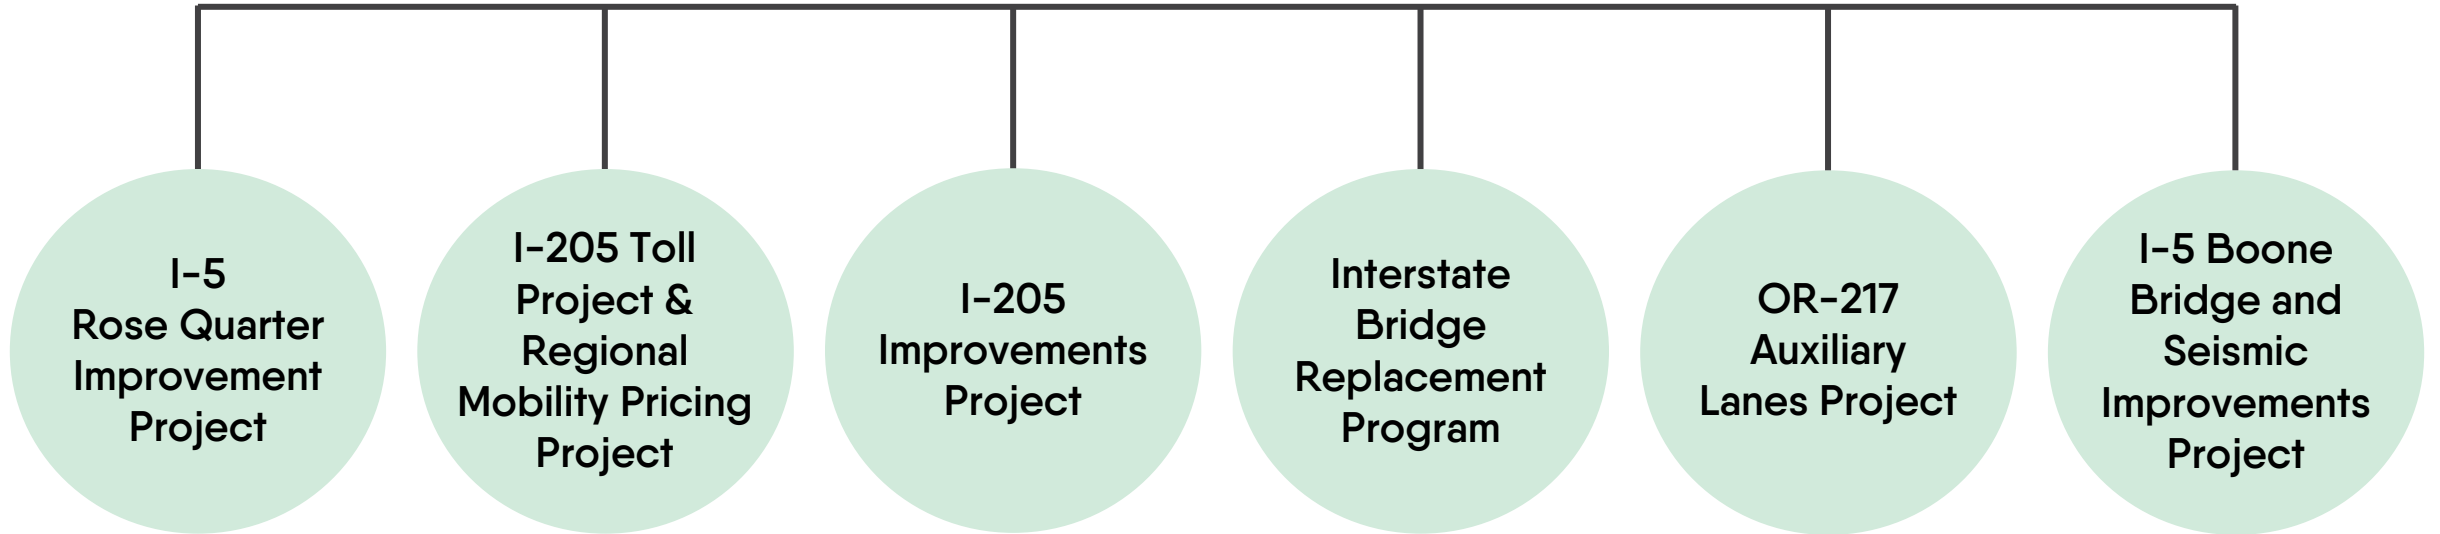 I-5
Rose Quarter
Improvement
Project
I-205 Toll
Project &
Regional
Mobility Pricing
Project
I-205
Improvements
Project
Interstate
Bridge
Replacement
Program
OR-217
Auxiliary
Lanes Project
I-5 Boone
Bridge and
Seismic
Improvements
Project